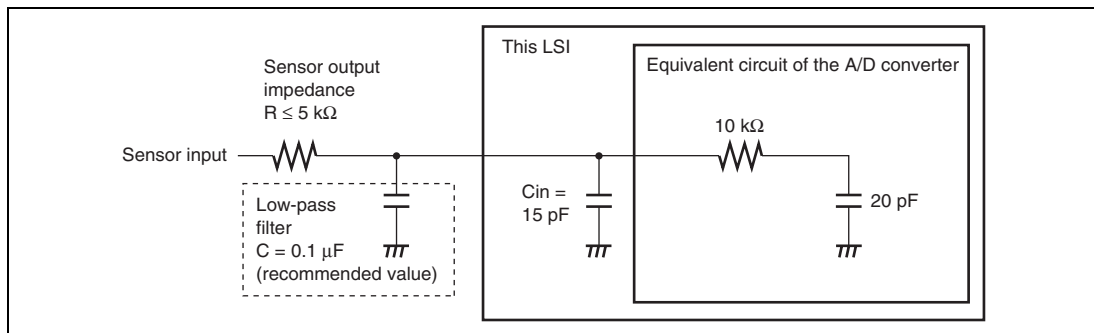 This LSI
Equivalent circuit of the A/D converter
Sensor output
impedance
R ≤ 5 kΩ
10 kΩ
Sensor input
Low-pass
filter
C = 0.1 μF
(recommended value)
Cin =
15 pF
20 pF